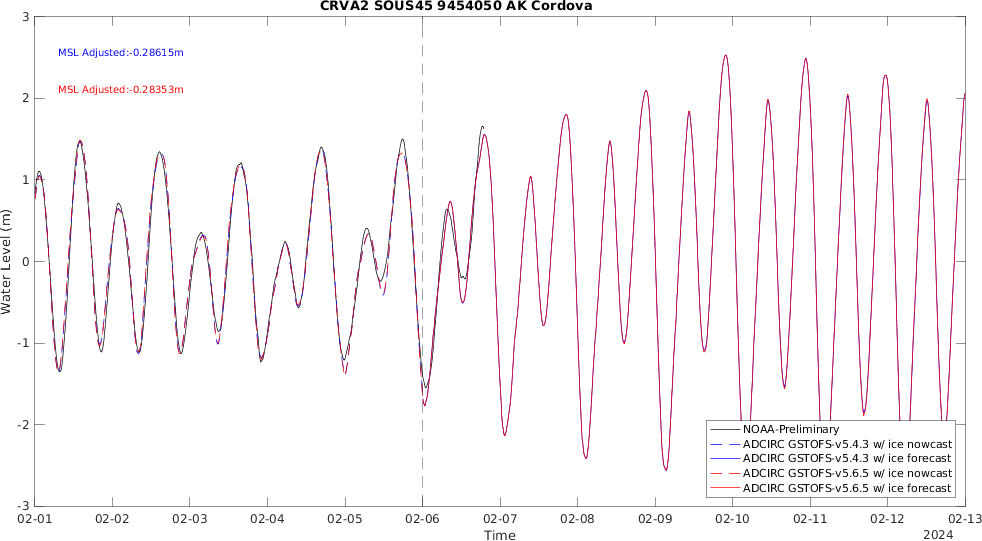 CRVA2 SOUS45 9454050 AK Cordova
3
MSL Adjusted:-0.28615m
MSL Adjusted:-0.28353m
2
1
0
-1
-2
-3
Water Level (m)
NOAA-Preliminary
ADCIRC GSTOFS-v5.4.3 w/ ice nowcast
ADCIRC GSTOFS-v5.4.3 w/ ice forecast
ADCIRC GSTOFS-v5.6.5 w/ ice nowcast
ADCIRC GSTOFS-v5.6.5 w/ ice forecast
02-01 02-02 02-03 02-04 02-05 02-06 02-07 02-08 02-09 02-10 02-11 02-12 02-13
Time
2024